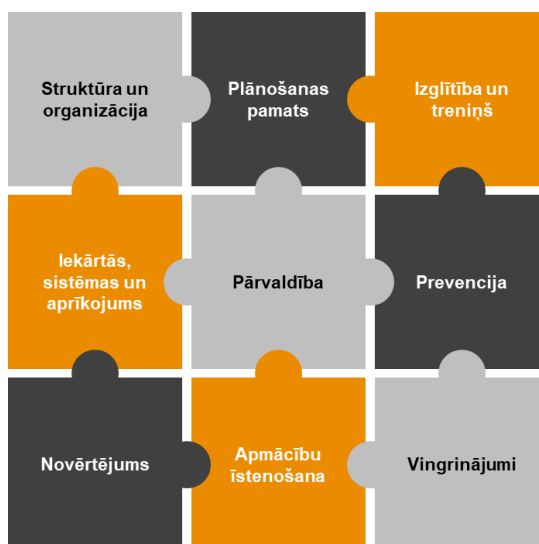 Struktūra un
organizācija
Plānošanas
pamats
Izglītība un
treniņš
Iekārtās,
sistēmas un
aprīkojums
Pārvaldība
Prevencija
Novērtējums
Apmācību
īstenošana
Vingrinājumi